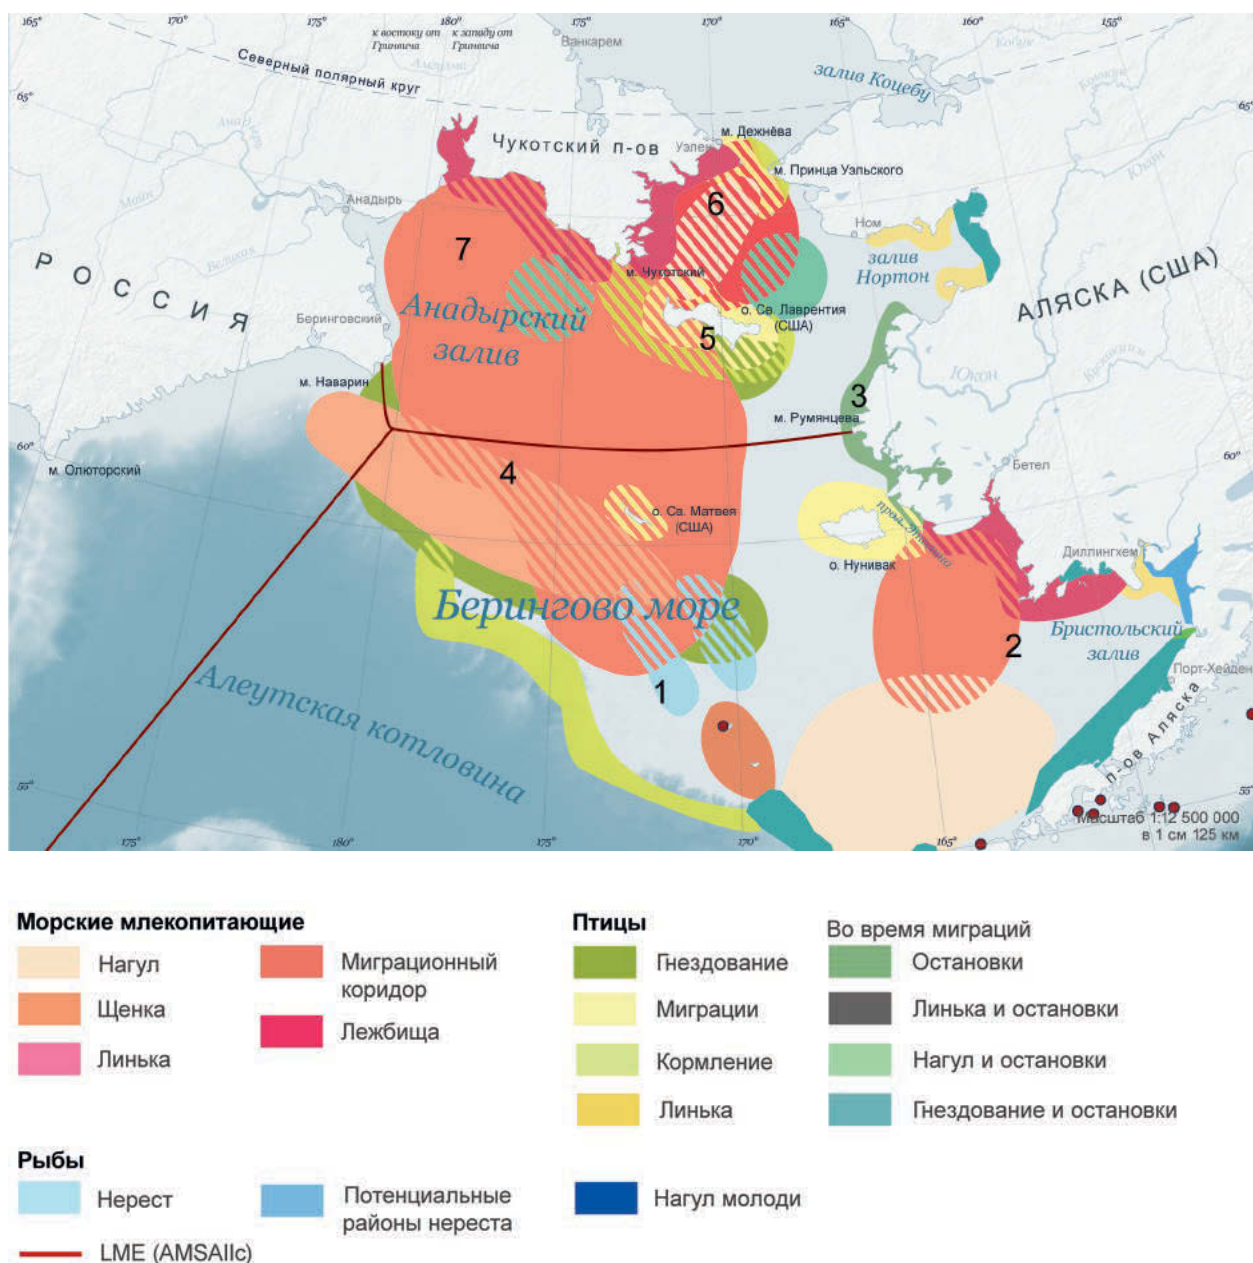 165°
170°
175°
180°
175°
170°
165°
160°
155°
к востоку от
Гринвича
к западу от
Гринвича
Ванкарем
Северный полярный круг
залив Коцебу
65°
65°
Чукотский п-ов
м. Дежнёва
Уэлен
м. Принца Уэльского
Анадырь
6
Ном
залив
Нортон
7
РОССИЯ
Великая
м. Чукотский
АЛЯСКА (США)
Анадырский
залив
о. Св. Лаврентия
(США)
Беринговский
5
Юкон
м. Наварин
3
м. Румянцева
60°
м. Олюторский
4
Бетел
60°
о. Св. Матвея
(США)
о. Нунивак
Диллингхем
Берингово море
2
Бристольский
залив
Порт-Хейден
1
Алеутская котловина
п-ов Аляска
55°
55°
Масштаб 1:12 500 000
в 1 см 125 км
175°
180°
175°
170°
165°
Морские млекопитающие
Нагул
Щенка
Линька
Миграционный
коридор
Лежбища
Птицы
Гнездование
Миграции
Кормление
Линька
Во время миграций
Остановки
Линька и остановки
Нагул и остановки
Гнездование и остановки
Рыбы
Нерест
Потенциальные
районы нереста
Нагул молоди
LME (AMSAIIc)